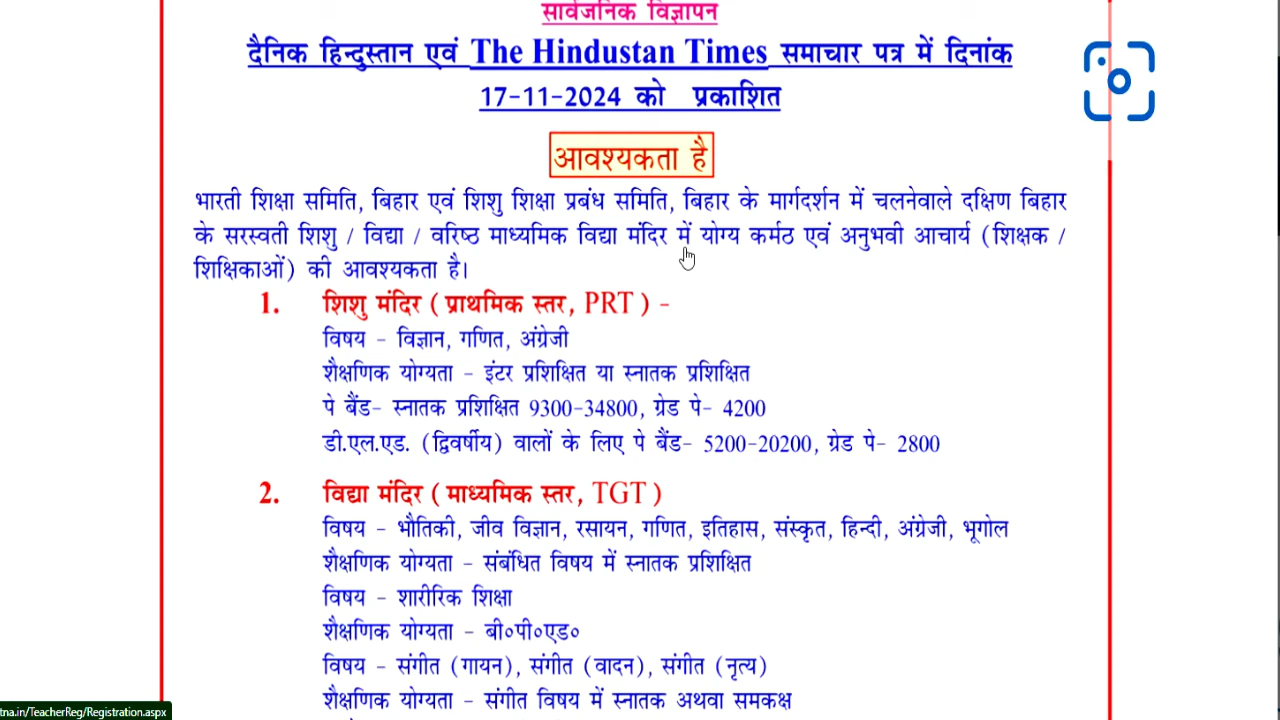 सार्वजनिक विज्ञापन
दैनिक हिन्दुस्तान एवं The Hindustan Times समाचार पत्र में दिनांक
17-11-2024 को प्रकाशित
आवश्यकता है
भारती शिक्षा समिति, बिहार एवं शिशु शिक्षा प्रबंध समिति, बिहार के मार्गदर्शन में चलनेवाले दक्षिण बिहार
के सरस्वती शिशु / विद्या / वरिष्ठ माध्यमिक विद्या मंदिर में योग्य कर्मठ एवं अनुभवी आचार्य (शिक्षक /
शिक्षिकाओं) की आवश्यकता है।
1. शिशु मंदिर ( प्राथमिक स्तर, PRT ) -
विषय - विज्ञान, गणित, अंग्रेजी
शैक्षणिक योग्यता - इंटर प्रशिक्षित या स्नातक प्रशिक्षित
पे बैंड- स्नातक प्रशिक्षित 9300-34800, ग्रेड पे- 4200
डी.एल.एड. (द्विवर्षीय) वालों के लिए पे बैंड- 5200-20200, ग्रेड पे- 2800
2. विद्या मंदिर ( माध्यमिक स्तर, TGT )
विषय - भौतिकी, जीव विज्ञान, रसायन, गणित, इतिहास, संस्कृत, हिन्दी, अंग्रेजी, भूगोल
शैक्षणिक योग्यता - संबंधित विषय में स्नातक प्रशिक्षित
विषय - शारीरिक शिक्षा
शैक्षणिक योग्यता - बी०पी०एड०
विषय - संगीत (गायन), संगीत (वादन), संगीत (नृत्य)
शैक्षणिक योग्यता - संगीत विषय में स्नातक अथवा समकक्ष
tna.in/TeacherReg/Registration.aspx